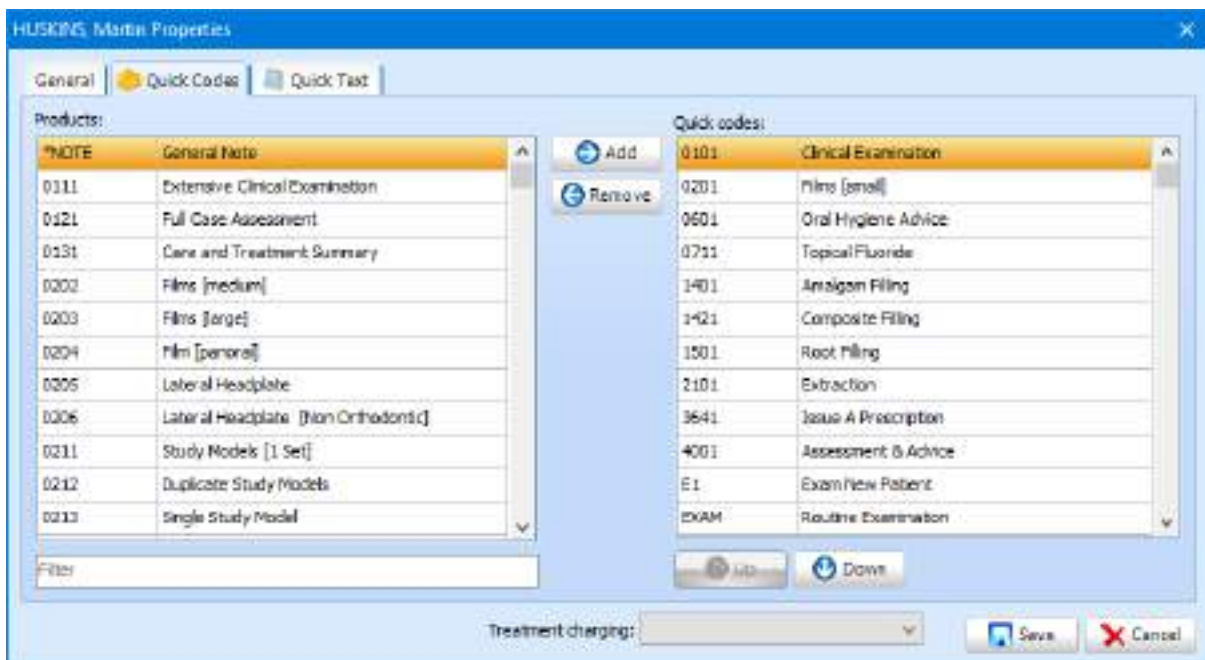 HUSKINS, Martin Properties
General Quick Codes Quick Text
Products:
*NOTE General Note
0111 Extensive Clinical Examination
0121 Full Case Assessment
0131 Care and Treatment Summary
0202 Films [medium]
0203 Films [large]
0204 Film [panoral]
0205 Lateral Headplate
0206 Lateral Headplate [Non Orthodontic]
0211 Study Models [1 Set]
0212 Duplicate Study Models
0213 Single Study Model
Filter
Add
Remove
Quick codes:
0101 Clinical Examination
0201 Films [small]
0601 Oral Hygiene Advice
0711 Topical Fluoride
1401 Amalgam Filling
1421 Composite Filling
1501 Root Filling
2101 Extraction
3641 Issue A Prescription
4001 Assessment & Advice
E1 Exam New Patient
EXAM Routine Examination
Up Down
Treatment charging:
Save Cancel